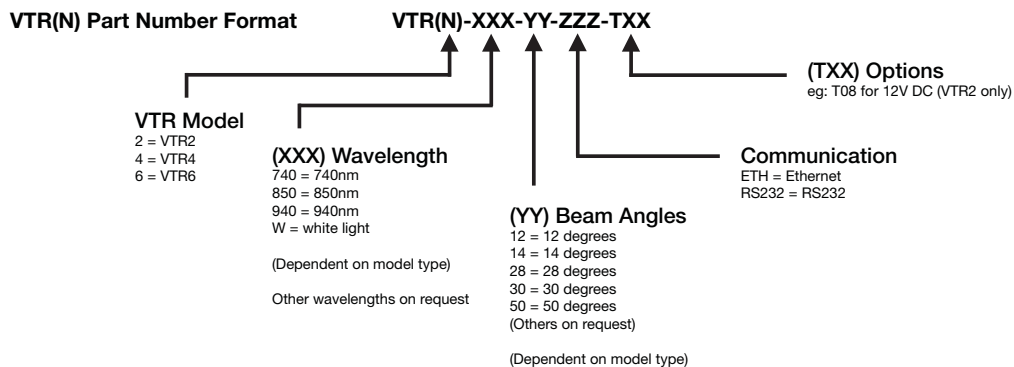 VTR(N) Part Number Format
VTR(N)-XXX-YY-ZZZ-TXX
(TXX) Options
eg: T08 for 12V DC (VTR2 only)
VTR Model
2 = VTR2
4 = VTR4
6 = VTR6
(XXX) Wavelength
740 = 740nm
850 = 850nm
940 = 940nm
W = white light
(Dependent on model type)
Other wavelengths on request
Communication
ETH = Ethernet
RS232 = RS232
(YY) Beam Angles
12 = 12 degrees
14 = 14 degrees
28 = 28 degrees
30 = 30 degrees
50 = 50 degrees
(Others on request)
(Dependent on model type)